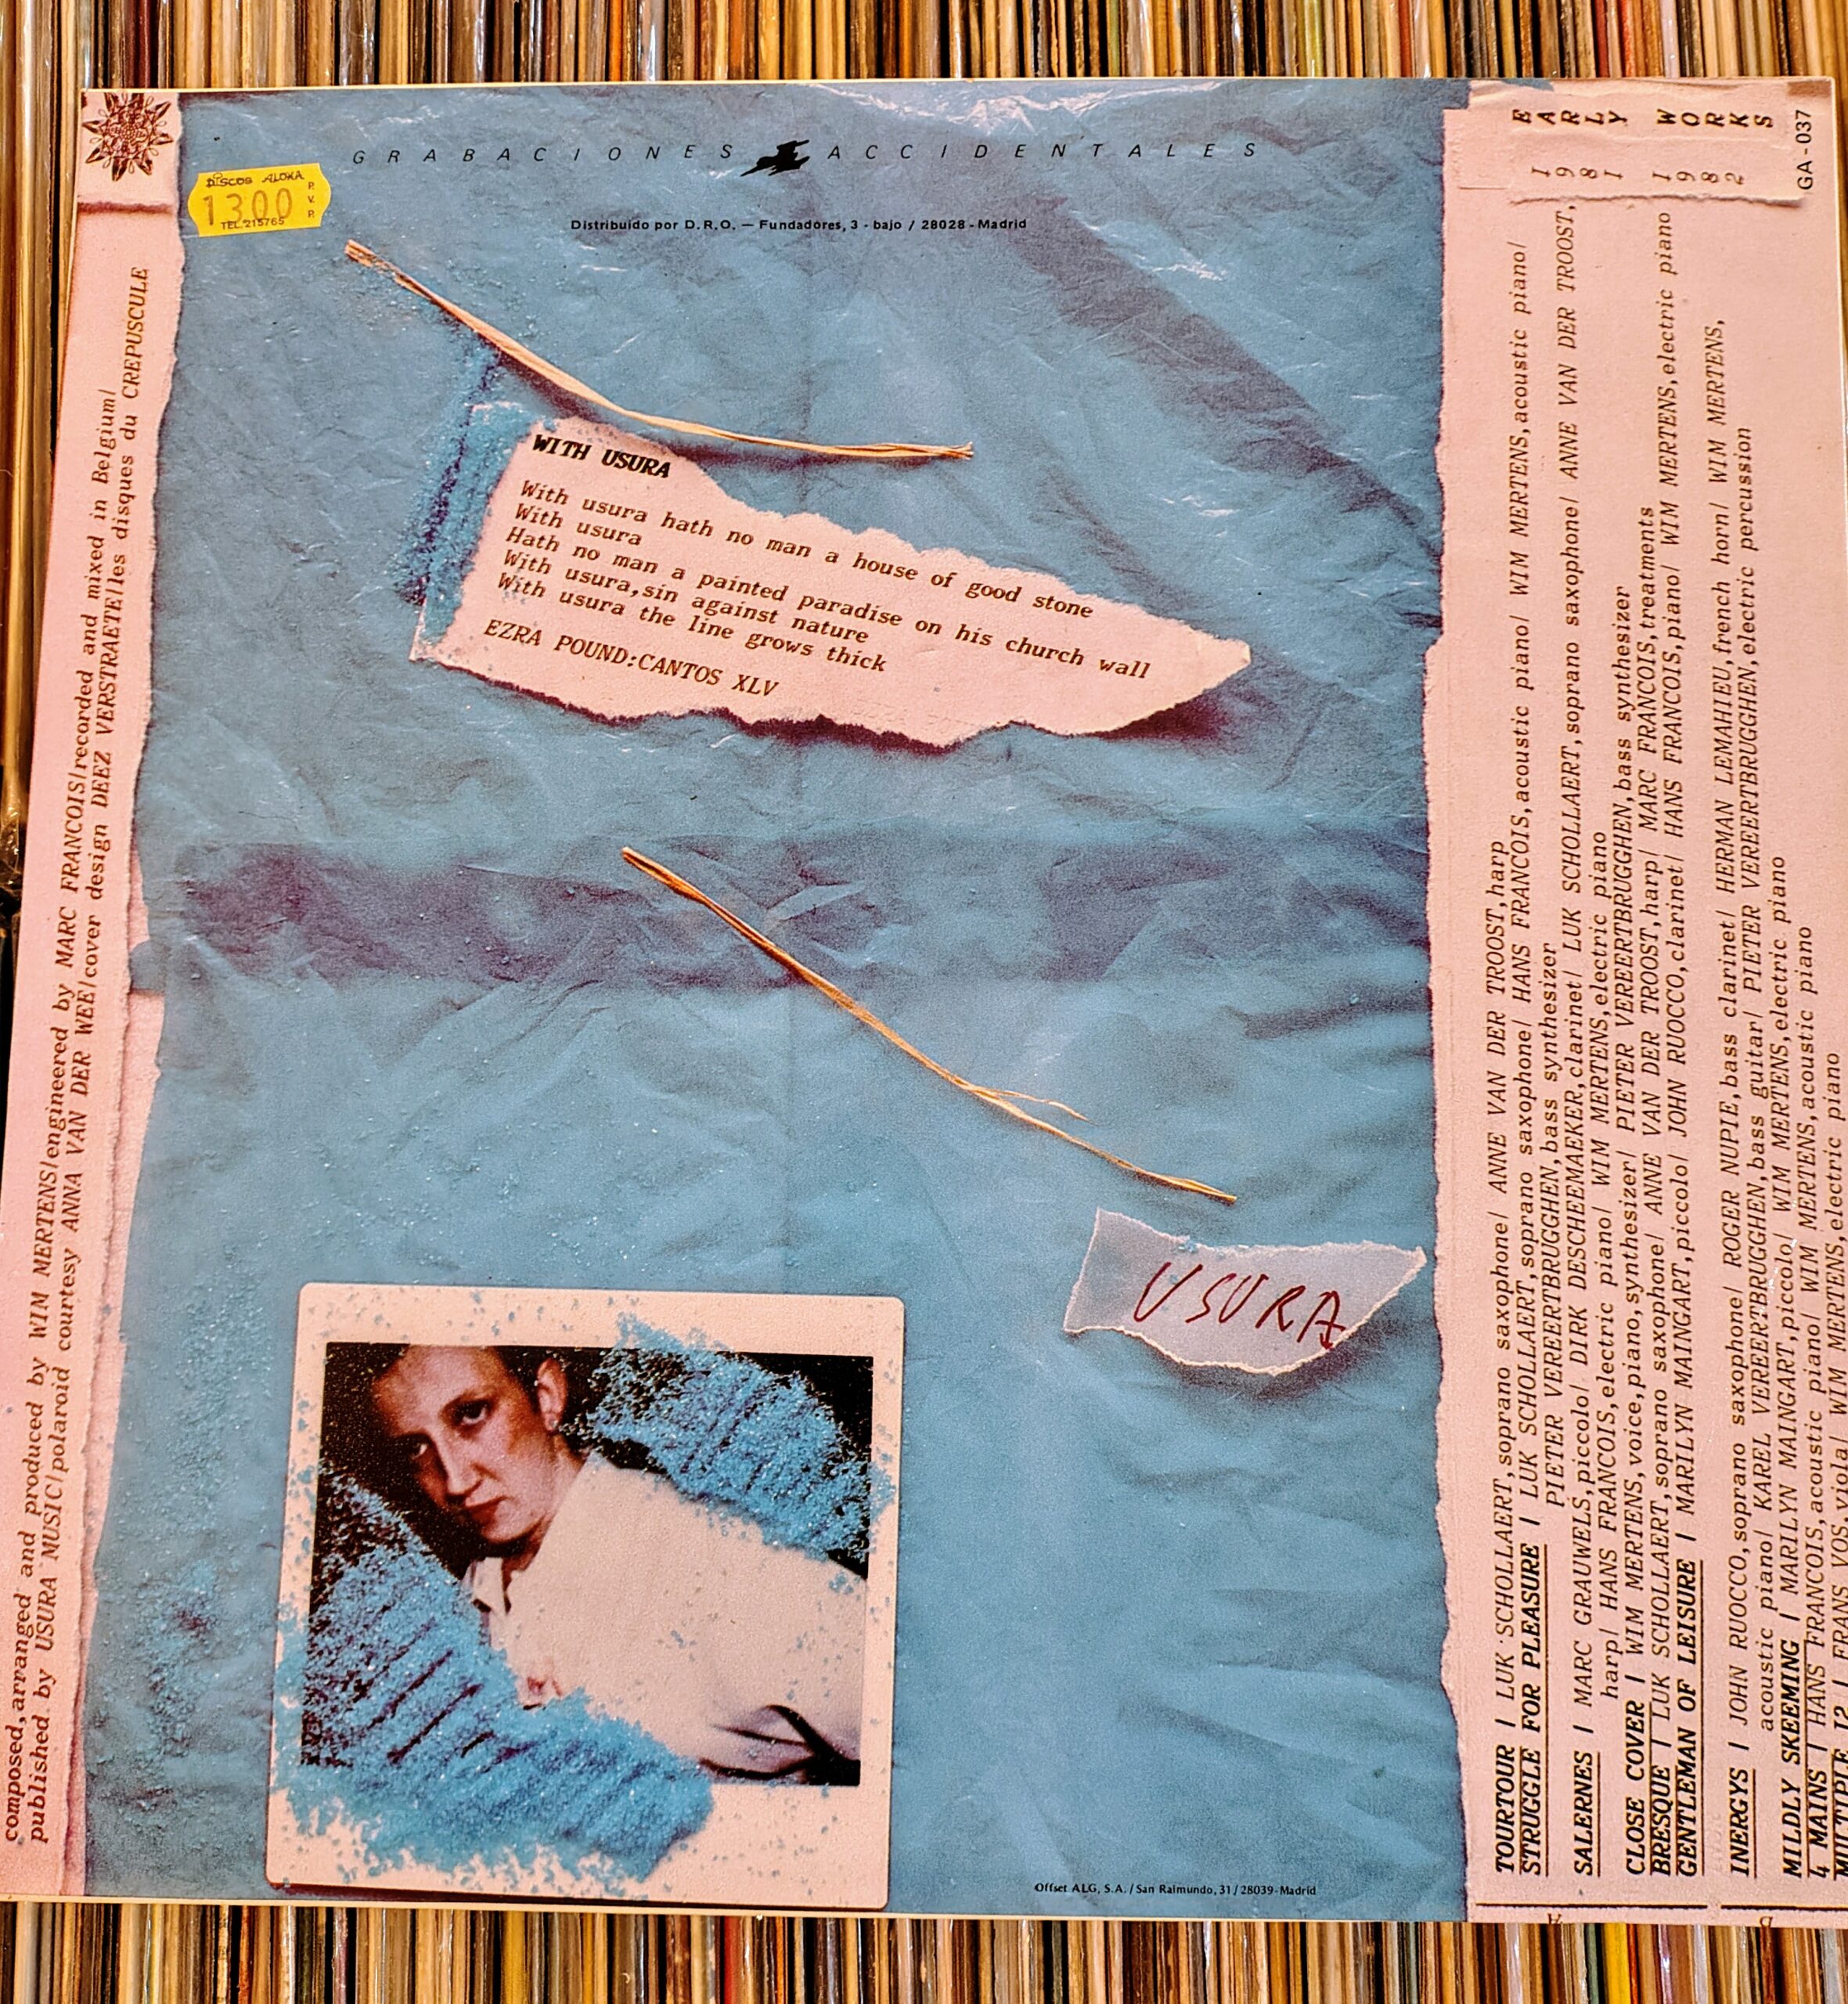 GRABACIONES ACCIDENTALES
DISCOS ALOHA
1300
P.V.P.
TEL. 215765
Distribuido por D.R.O. — Fundadores, 3 - bajo / 28028 - Madrid
WITH USURA
With usura hath no man a house of good stone
With usura
Hath no man a painted paradise on his church wall
With usura,sin against nature
With usura the line grows thick
EZRA POUND:CANTOS XLV
USURA
Offset ALG, S.A. / San Raimundo, 31 / 28039-Madrid
composed,arranged and produced by WIM MERTENS/engineered by MARC FRANCOIS/recorded and mixed in Belgium/
published by USURA MUSIC/polaroid courtesy ANNA VAN DER WEE/cover design DEEZ VERSTRAETE/les disques du CREPUSCULE
EARLY WORKS
1981 1982
GA-037
TOURTOUR / LUK SCHOLLAERT,soprano saxophone/ ANNE VAN DER TROOST,harp
STRUGGLE FOR PLEASURE / LUK SCHOLLAERT,soprano saxophone/ HANS FRANCOIS,acoustic piano/ WIM MERTENS,acoustic piano/
PIETER VEREERTBRUGGHEN,bass synthesizer
SALERNES / MARC GRAUWELS,piccolo/ DIRK DESCHEEMAEKER,clarinet/ LUK SCHOLLAERT,soprano saxophone/ ANNE VAN DER TROOST,
harp/ HANS FRANCOIS,electric piano/ WIM MERTENS,electric piano
CLOSE COVER / WIM MERTENS,voice,piano,synthesizer/ PIETER VEREERTBRUGGHEN,bass synthesizer
BRESQUE / LUK SCHOLLAERT,soprano saxophone/ ANNE VAN DER TROOST,harp/ MARC FRANCOIS,treatments
GENTLEMAN OF LEISURE / MARILYN MAINGART,piccolo/ JOHN RUOCCO,clarinet/ HANS FRANCOIS,piano/ WIM MERTENS,electric piano
INERGYS / JOHN RUOCCO,soprano saxophone/ ROGER NUPIE,bass clarinet/ HERMAN LEMAHIEU,french horn/ WIM MERTENS,
acoustic piano/ KAREL VEREERTBRUGGHEN,bass guitar/ PIETER VEREERTBRUGGHEN,electric percussion
MILDLY SKEEMING / MARILYN MAINGART,piccolo/ WIM MERTENS,electric piano
4 MAINS / HANS FRANCOIS,acoustic piano/ WIM MERTENS,acoustic piano
MULTIPLE 12 / FRANS VOS,viola/ WIM MERTENS,electric piano